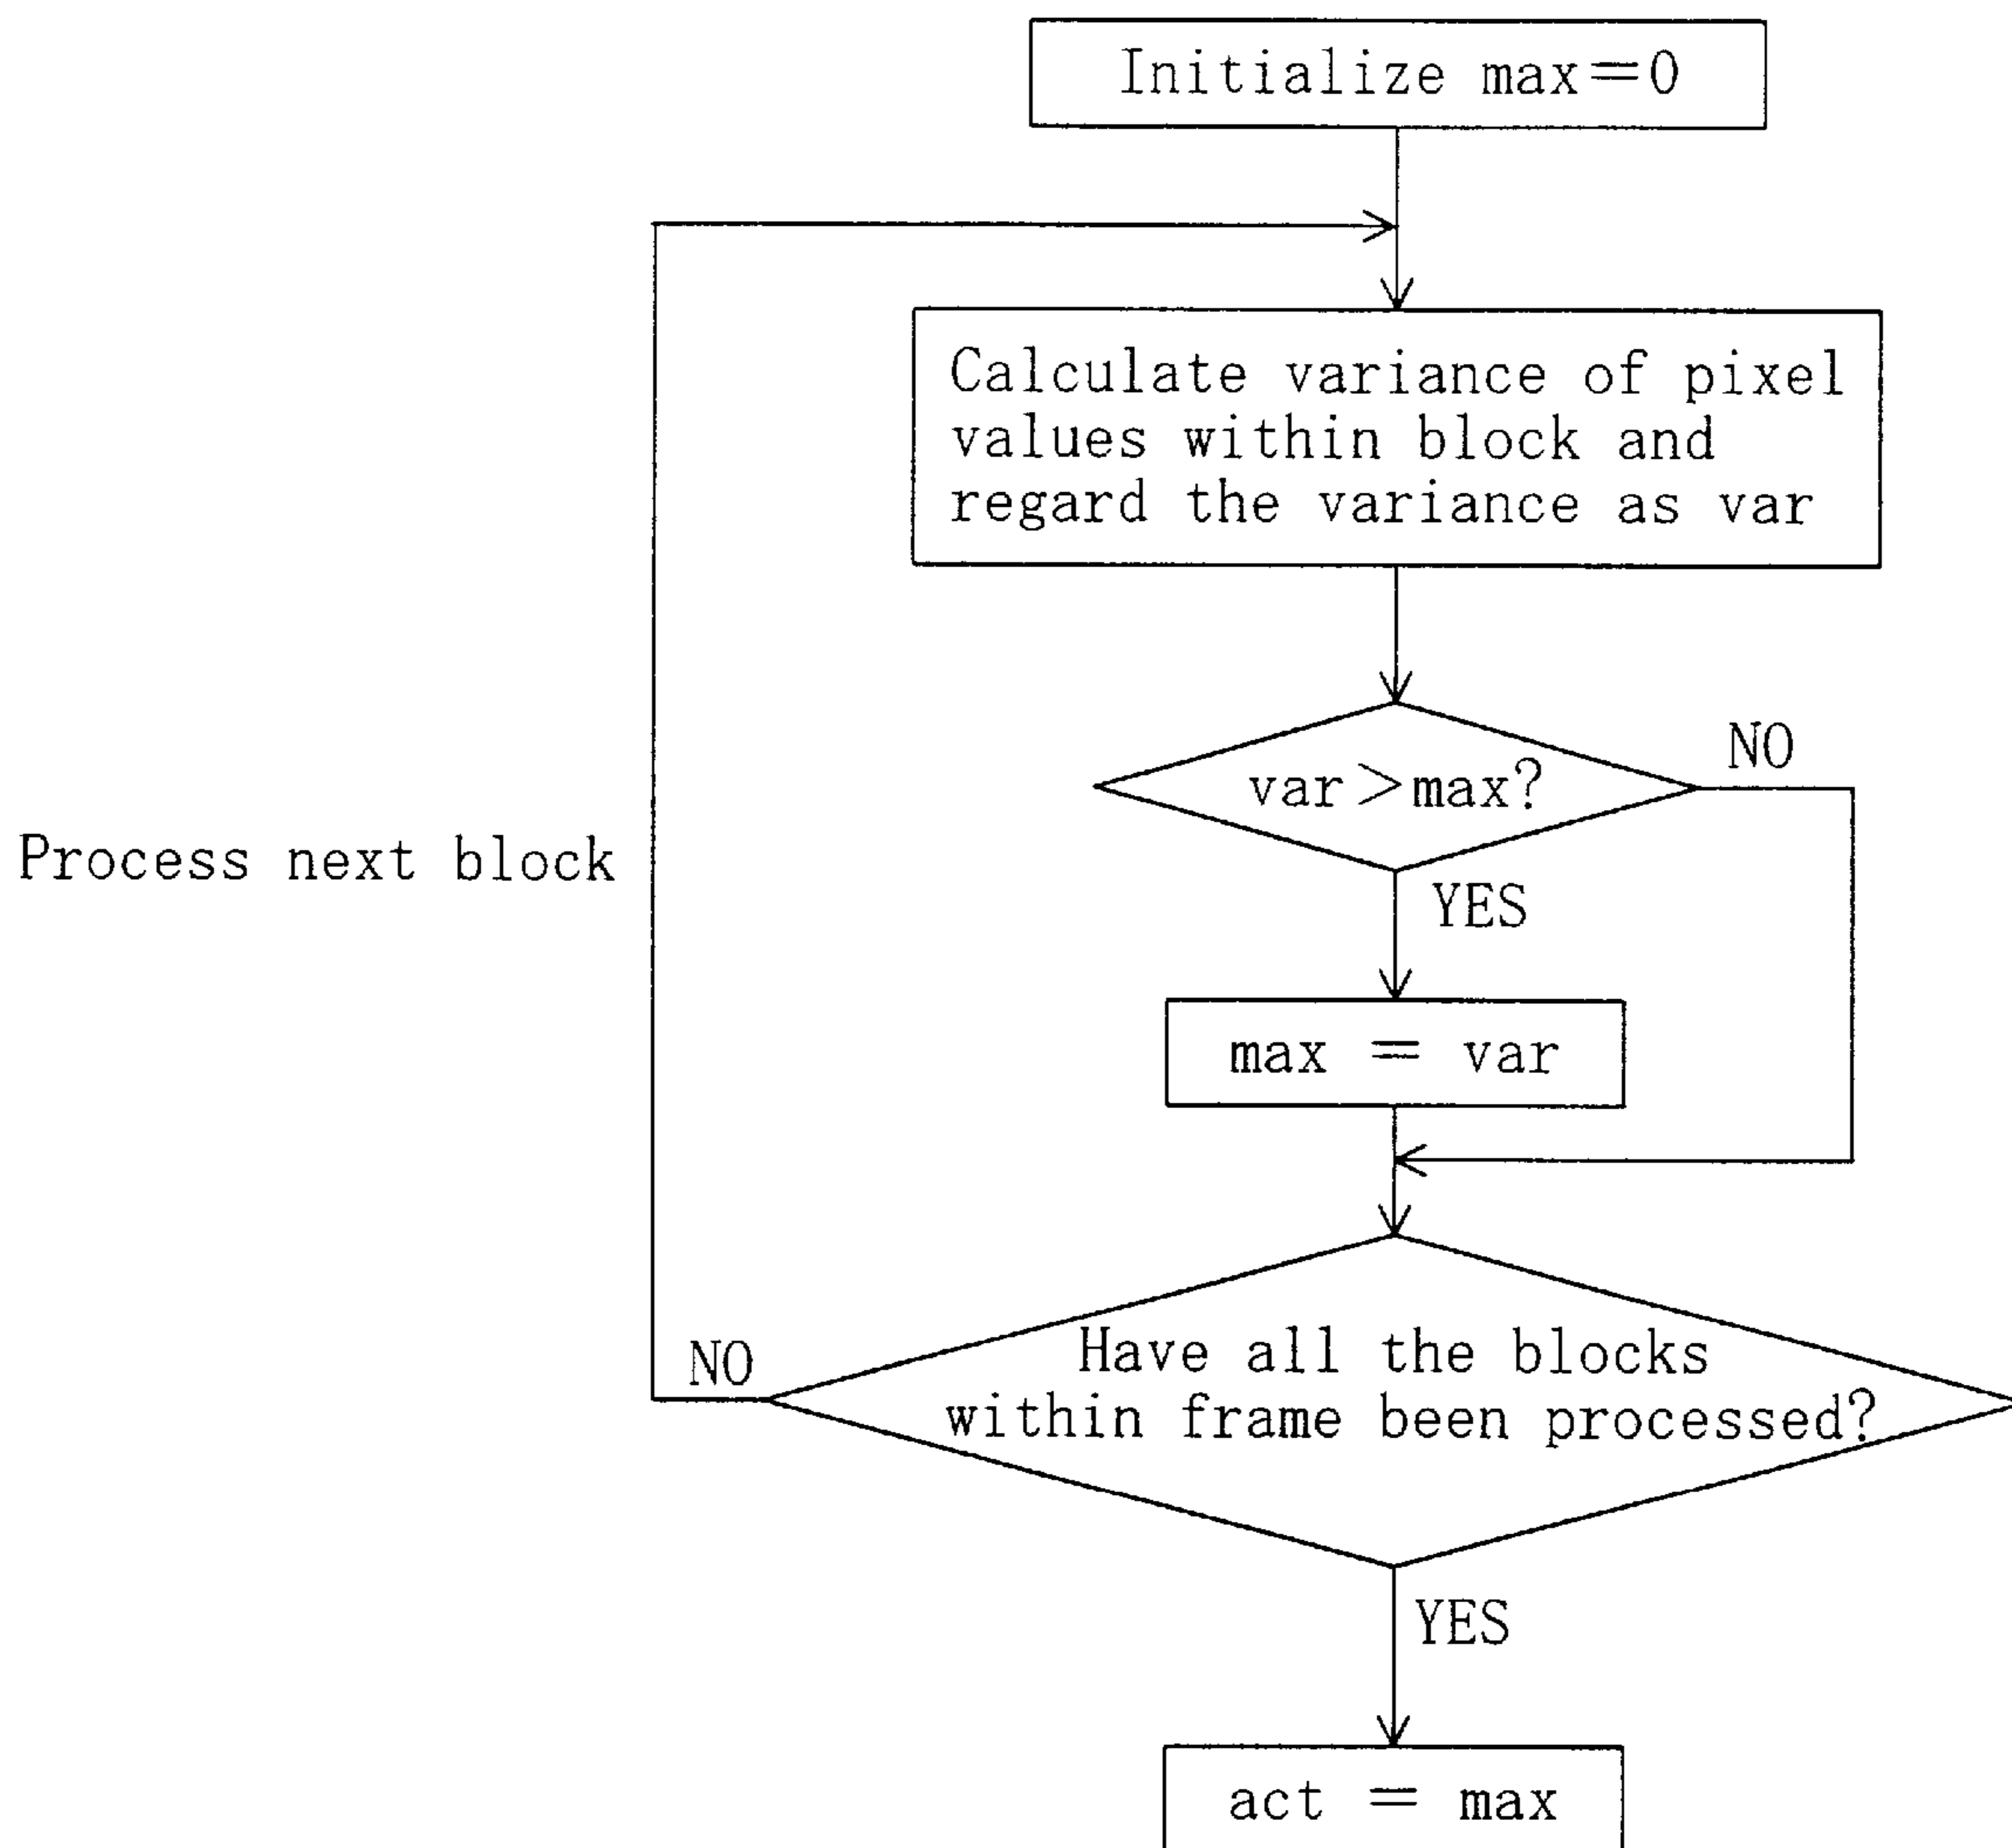 Initialize max=0
Calculate variance of pixel
values within block and
regard the variance as var
var>max?
NO
Process next block
YES
max = var
NO
Have all the blocks
within frame been processed?
YES
act = max